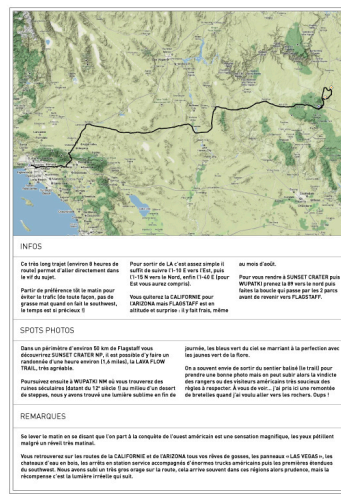 INFOS
Ce très long trajet (environ 8 heures de
route) permet d'aller directement dans
le vif du sujet.
Partir de préférence tôt le matin pour
éviter le trafic (de toute façon, pas de
grasse mat quand on fait le southwest,
le temps est si précieux !)
Pour sortir de LA c'est assez simple il
suffit de suivre l'I-10 E vers l'Est, puis
l'I-15 N vers le Nord, enfin l'I-40 E (pour
Est vous aurez compris).
Vous quiterez la CALIFORNIE pour
l'ARIZONA mais FLAGSTAFF est en
altitude et surprise : il y fait frais, même
au mois d'août.
Pour vous rendre à SUNSET CRATER puis
WUPATKI prenez la 89 vers le nord puis
faites la boucle qui passe par les 2 parcs
avant de revenir vers FLAGSTAFF.
SPOTS PHOTOS
Dans un périmètre d'environ 50 km de Flagstaff vous
découvrirez SUNSET CRATER NP, il est possible d'y faire un
randonnée d'une heure environ (1,6 miles), la LAVA FLOW
TRAIL, très agréable.
Poursuivez ensuite à WUPATKI NM où vous trouverez des
ruines séculaires (datant du 12e siècle !) au milieu d'un desert
de steppes, nous y avons trouvé une lumière sublime en fin de
journée, les bleus vert du ciel se mariant à la perfection avec
les jaunes vert de la flore.
On a souvent envie de sortir du sentier balisé (le trail) pour
prendre une bonne photo mais on peut subir alors la vindicte
des rangers ou des visiteurs américains très soucieux des
règles à respecter. À vous de voir... j'ai pris ici une remontée
de bretelles quand j'ai voulu aller vers les rochers. Oups !
REMARQUES
Se lever le matin en se disant que l'on part à la conquête de l'ouest américain est une sensation magnifique, les yeux pétillent
malgré un réveil très matinal.
Vous retrouverez sur les routes de la CALIFORNIE et de l'ARIZONA tous vos rêves de gosses, les panneaux «LAS VEGAS», les
chateaux d'eau en bois, les arrêts en station service accompagnés d'énormes trucks américains puis les premières étendues
du southwest. Nous avons subi un très gros orage sur la route, cela arrive souvent dans ces régions alors prudence, mais la
récompense c'est la lumière irréelle qui suit.